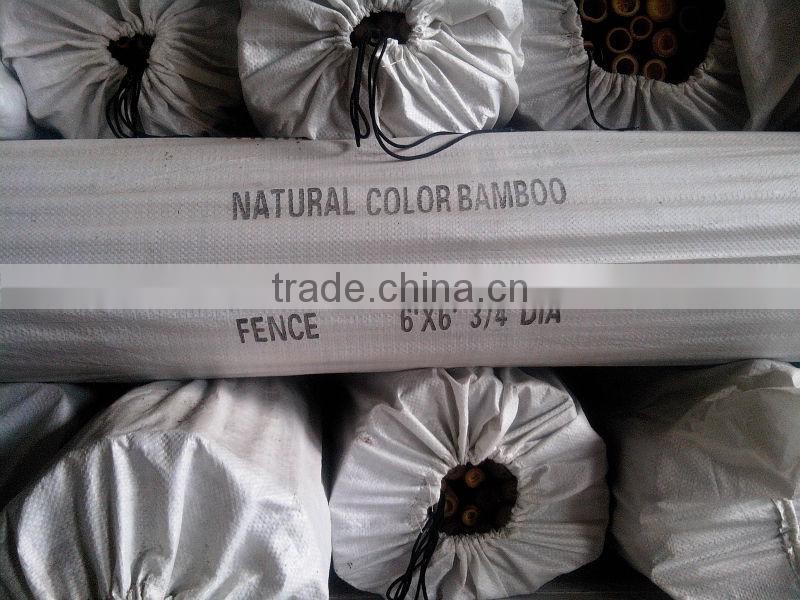 NATURAL COLOR BAMBOO
trade.china.cn
FENCE 6'X6' 3/4 DIA